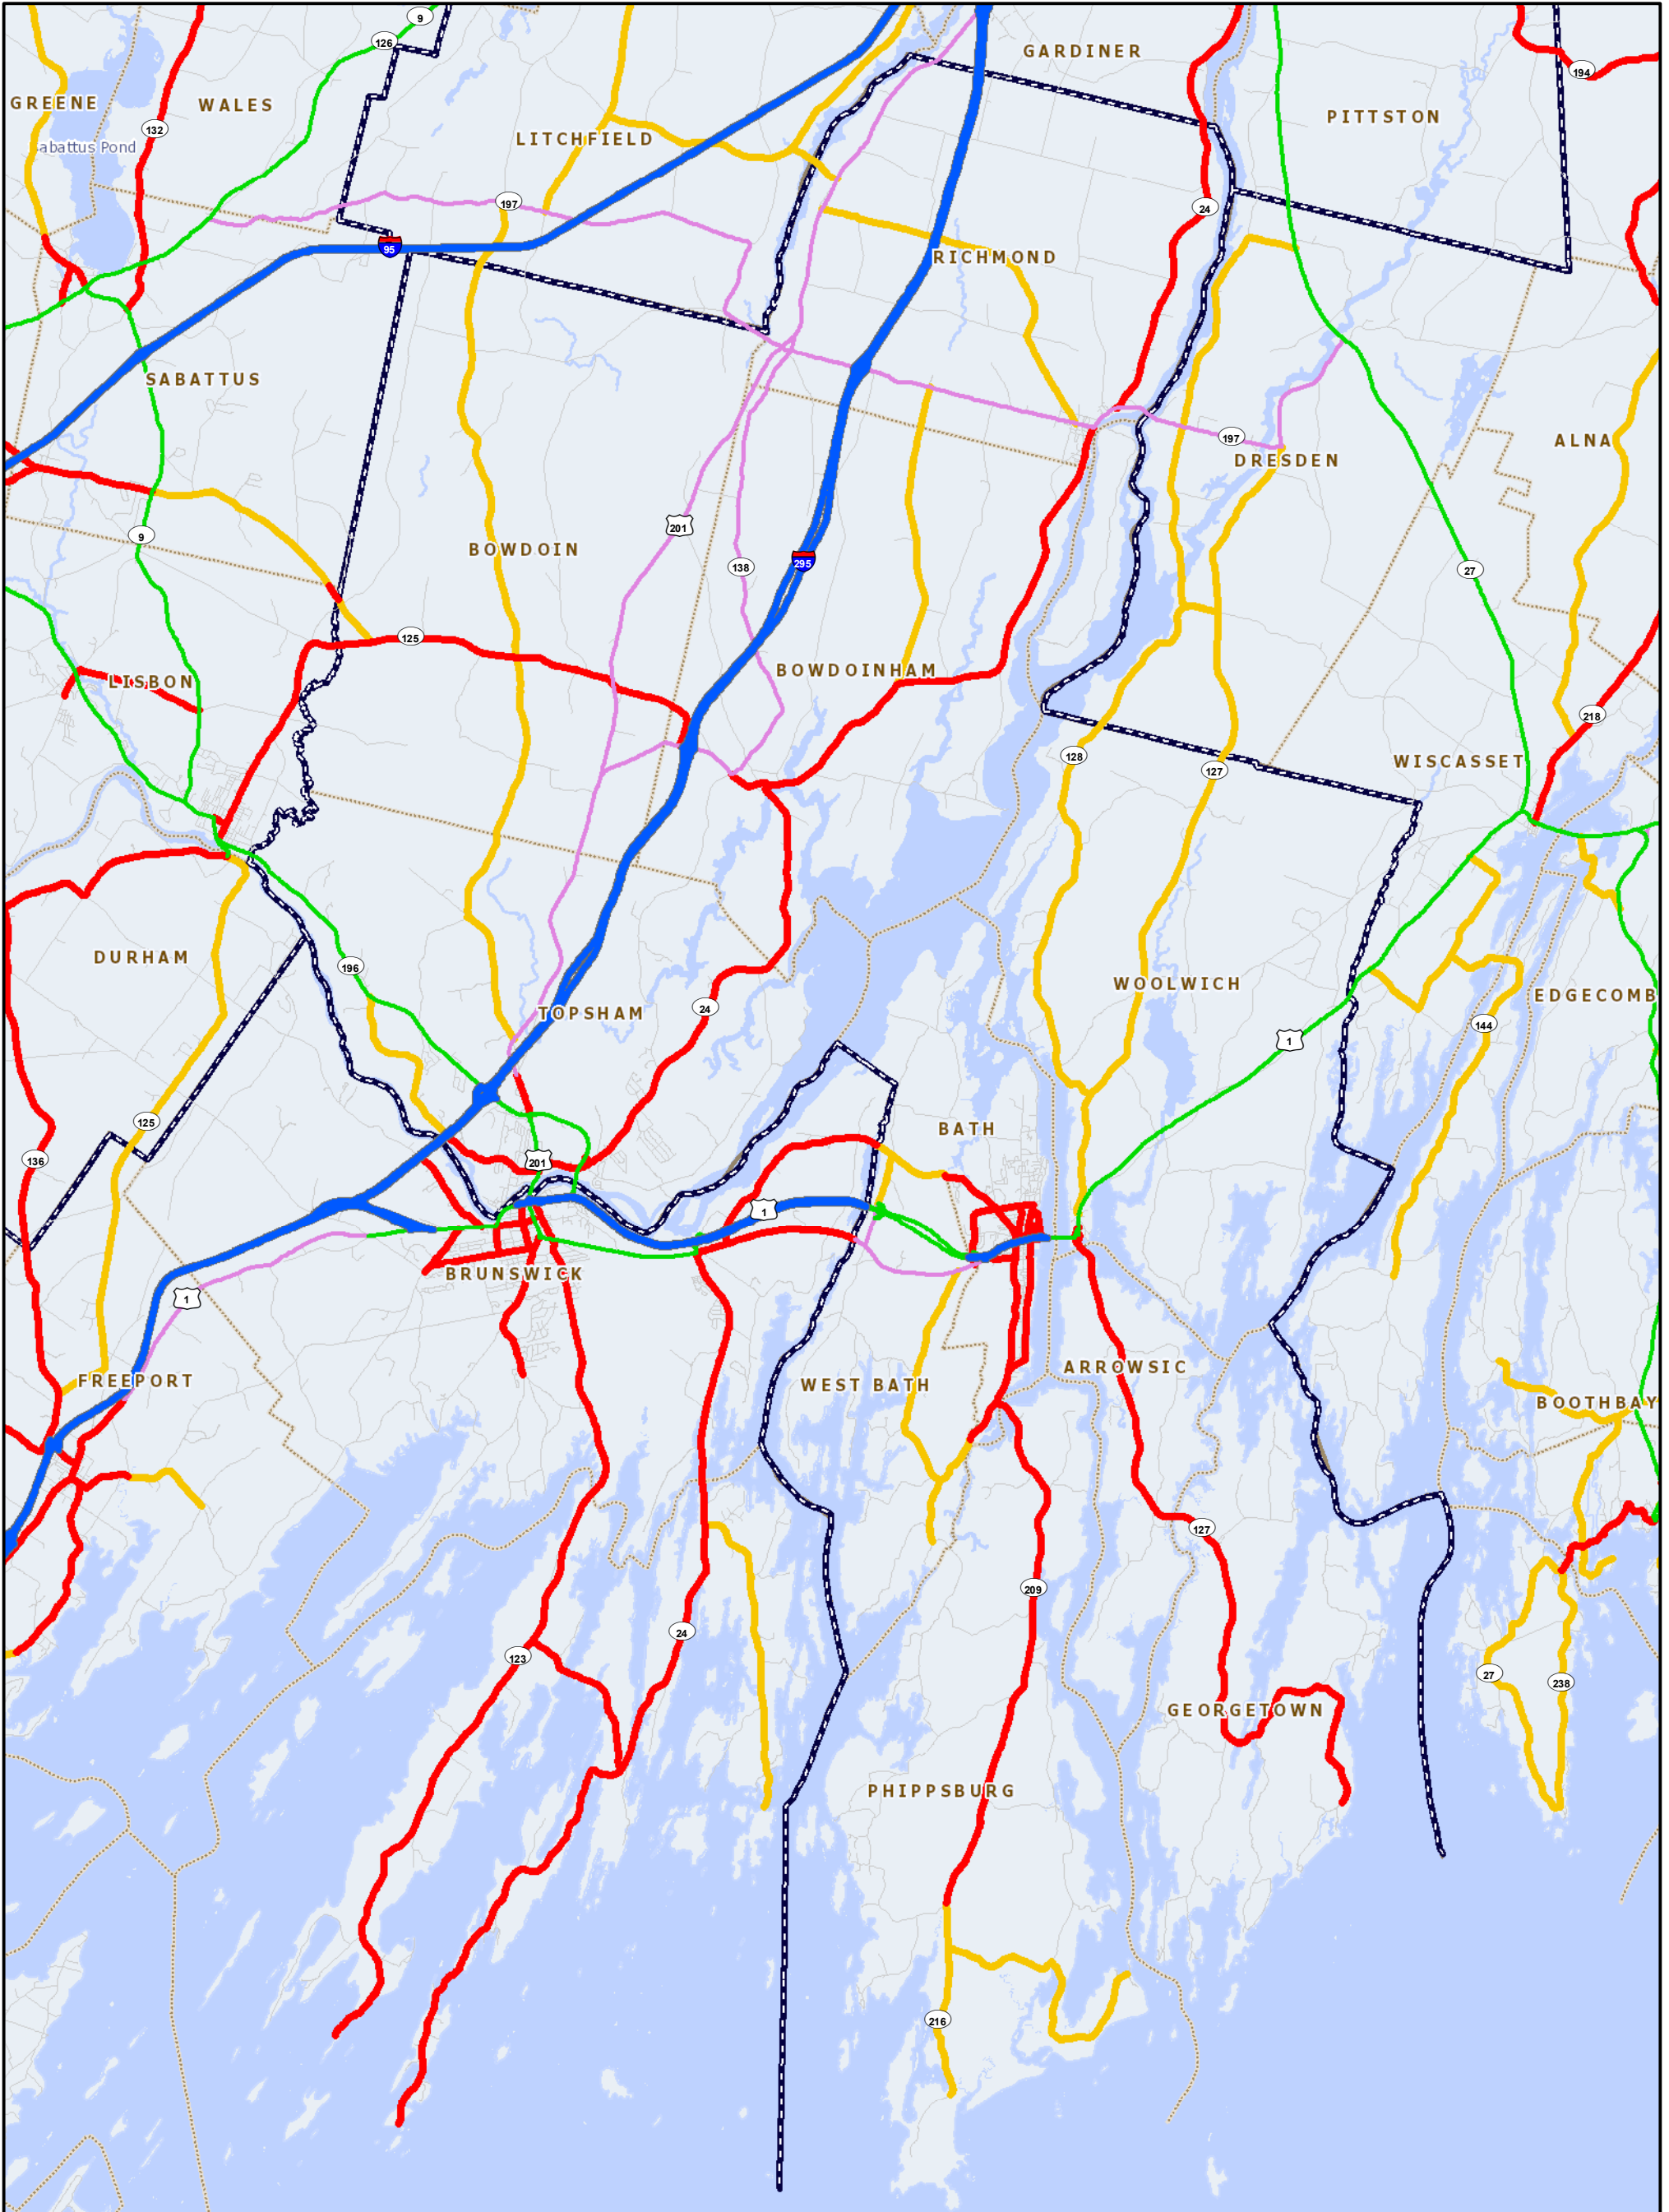 9
126
GARDINER
194
GREENE
WALES
PITTSTON
132
LITCHFIELD
abattus Pond
197
24
95
RICHMOND
SABATTUS
197
ALNA
DRESDEN
201
9
BOWDOIN
138
295
27
125
BOWDOINHAM
LISBON
218
128
WISCASSET
127
DURHAM
196
WOOLWICH
EDGECOMB
24
TOPSHAM
144
1
125
BATH
136
201
1
BRUNSWICK
1
ARROWSIC
FREEPORT
WEST BATH
BOOTHBAY
127
209
24
123
27
238
GEORGETOWN
PHIPPSBURG
216